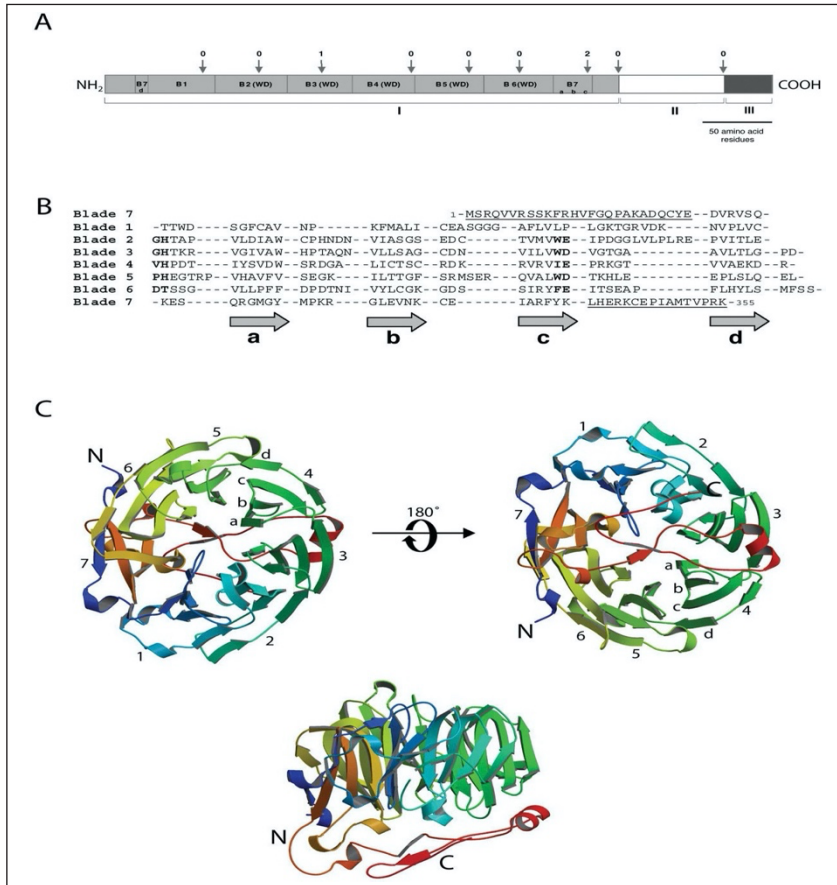 A
0 0 1 0 0 0 2 0 0
NH2 B7 d B1 B2 (WD) B3 (WD) B4 (WD) B5 (WD) B 6(WD) B7 a b c COOH
I II III
50 amino acid
residues
B
Blade 7 1-MSRQVVRSSKFRHVFGQPAKADQCYE--DVRVSQ-
Blade 1 -TTWD----SGFCAV---NP-----KFMALI--CEASGGG--AFLVLP--LGKTGTRVDK---NVPLVC-
Blade 2 GHTAP----VLDIAW--CPHNDN--VIASGS--EDC------TVMVWE--IPDGGLVLPLREP-VITLE-
Blade 3 GHTKR----VGIVAW--HPTAQN--VLLSAG--CDN------VILVWD--VGTGA--------AVLTLG--PD-
Blade 4 VHPDT----IYSVDW--SRDGA---LICTSC--RDK------RVRVIE--PRKGT--------VVAEKD--R-
Blade 5 PHEGTRP--VHAVFV--SEGK----ILTTGF--SRMSER---QVALWD--TKHLE--------EPLSLQ--EL-
Blade 6 DTSSG----VLLPFF--DPDTNI--VYLCGK--GDS------SIRYFE--ITSEAP-------FLHYLS--MFSS-
Blade 7 -KES-----QRGMGY--MPKR----GLEVNK--CE-------IARFYK--LHERKCEPIAMTVPRK-355
a b c d
C
5
N 6 d 4
c
b
a
7 3
1 2
180°
1 2
C
7 3
a
b
c 4
N 6 5 d
N C